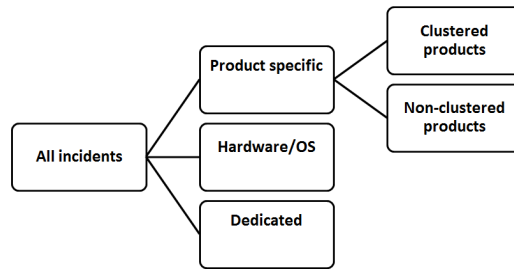 All incidents
Product specific
Hardware/OS
Dedicated
Clustered
products
Non-clustered
products